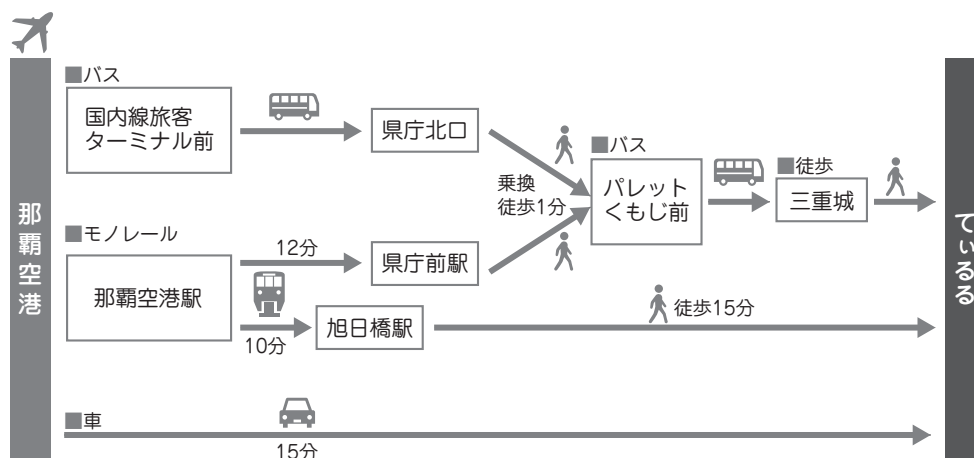 那覇空港
■バス
国内線旅客
ターミナル前
県庁北口
乗換
徒歩1分
■バス
パレット
くもじ前
■徒歩
三重城
■モノレール
那覇空港駅
12分
県庁前駅
10分
旭日橋駅
徒歩15分
■車
15分
てぃるる